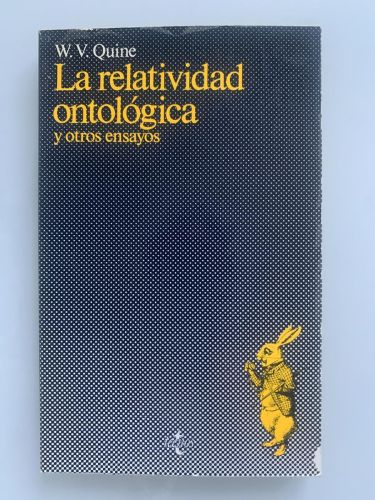 W. V. Quine
La relatividad
ontológica
y otros ensayos